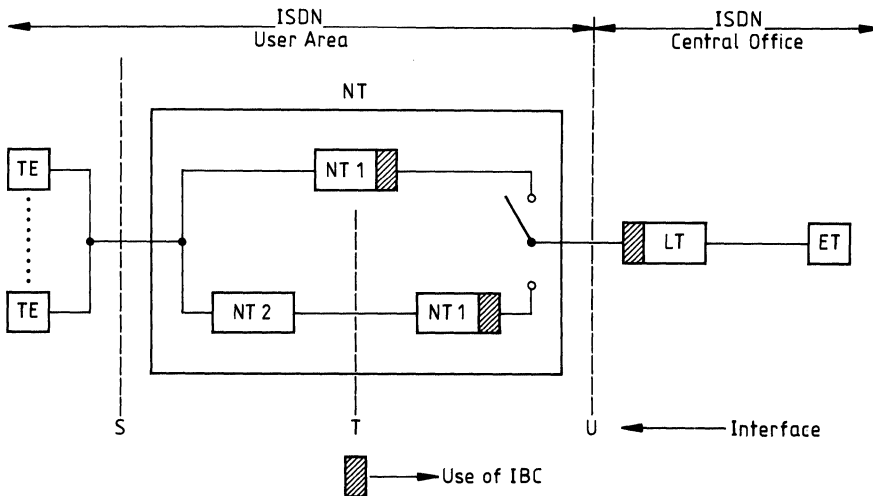 ISDN
User Area
ISDN
Central Office
NT
TE
NT 1
LT
ET
TE
NT 2
NT 1
S
T
U
Interface
Use of IBC